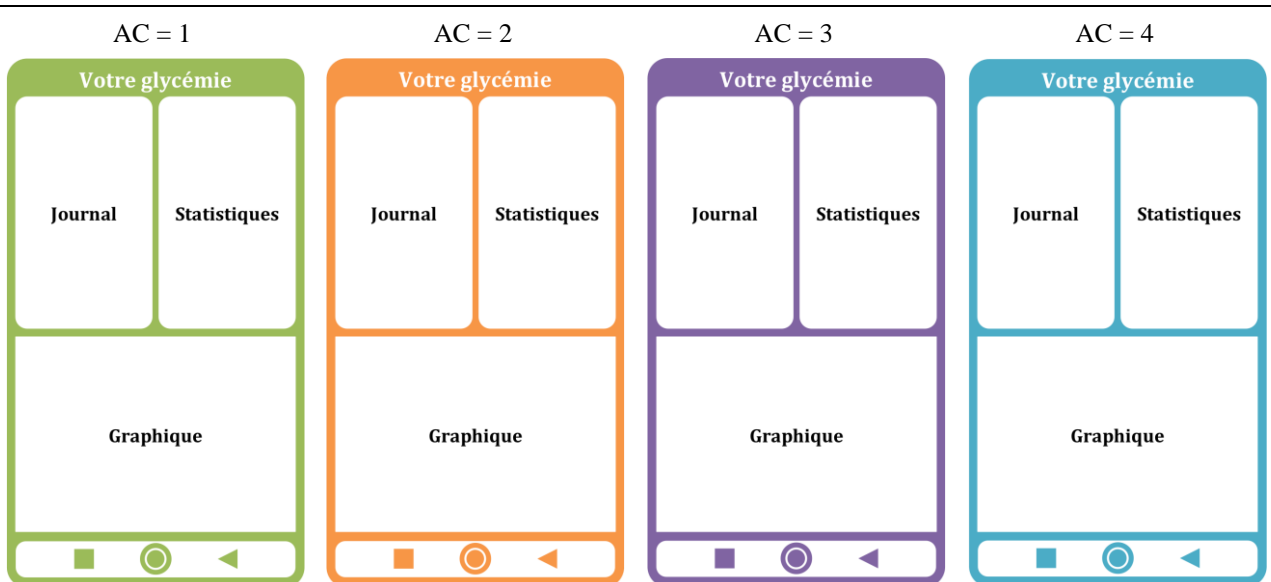 AC = 1 AC = 2 AC = 3 AC = 4
Votre glycémie Votre glycémie Votre glycémie Votre glycémie
Journal Statistiques Journal Statistiques Journal Statistiques Journal Statistiques
Graphique Graphique Graphique Graphique